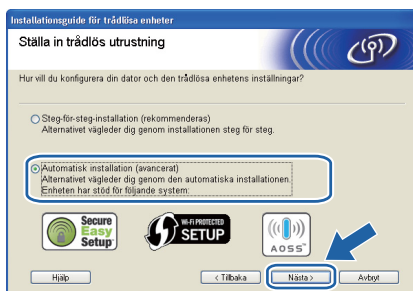 Installationsguide för trådlösa enheter
Ställa in trådlös utrustning
Hur vill du konfigurera din dator och den trådlösa enhetens inställningar?
Steg-för-steg-installation (rekommenderas)
Alternativet vägleder dig genom installationen steg för steg.
Automatisk installation (avancerat)
Alternativet vägleder dig genom den automatiska installationen.
Enheten har stöd för följande system:
Secure
Easy
Setup
WI-FI PROTECTED
SETUP
AOSS™
Hjälp
< Tillbaka
Nästa >
Avbryt